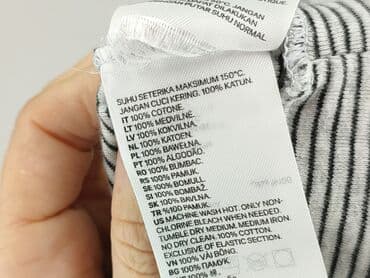 50°C. JANGAN
DILAKUKAN
PUTAR SUHU NORMAL.
SUHU SETERIKA MAKSIMUM 150°C.
JANGAN CUCI KERING. 100% KATUN.
IT 100% COTONE.
LT 100% MEDVILNĖ.
LV 100% KOKVILNA.
NL 100% KATOEN.
PL 100% BAWEŁNA.
PT 100% ALGODÃO.
RO 100% BUMBAC.
RS 100% PAMUK.
SE 100% BOMULL.
SI 100% BOMBAŽ.
SK 100% BAVLNA.
TR %100 PAMUK.
US MACHINE WASH HOT. ONLY NON-
CHLORINE BLEACH WHEN NEEDED.
TUMBLE DRY MEDIUM. MEDIUM IRON.
NO DRY CLEAN. 100% COTTON.
EXCLUSIVE OF ELASTIC SECTION.
VN 100% VẢI BÔNG.
BG 100% ПАМУК.